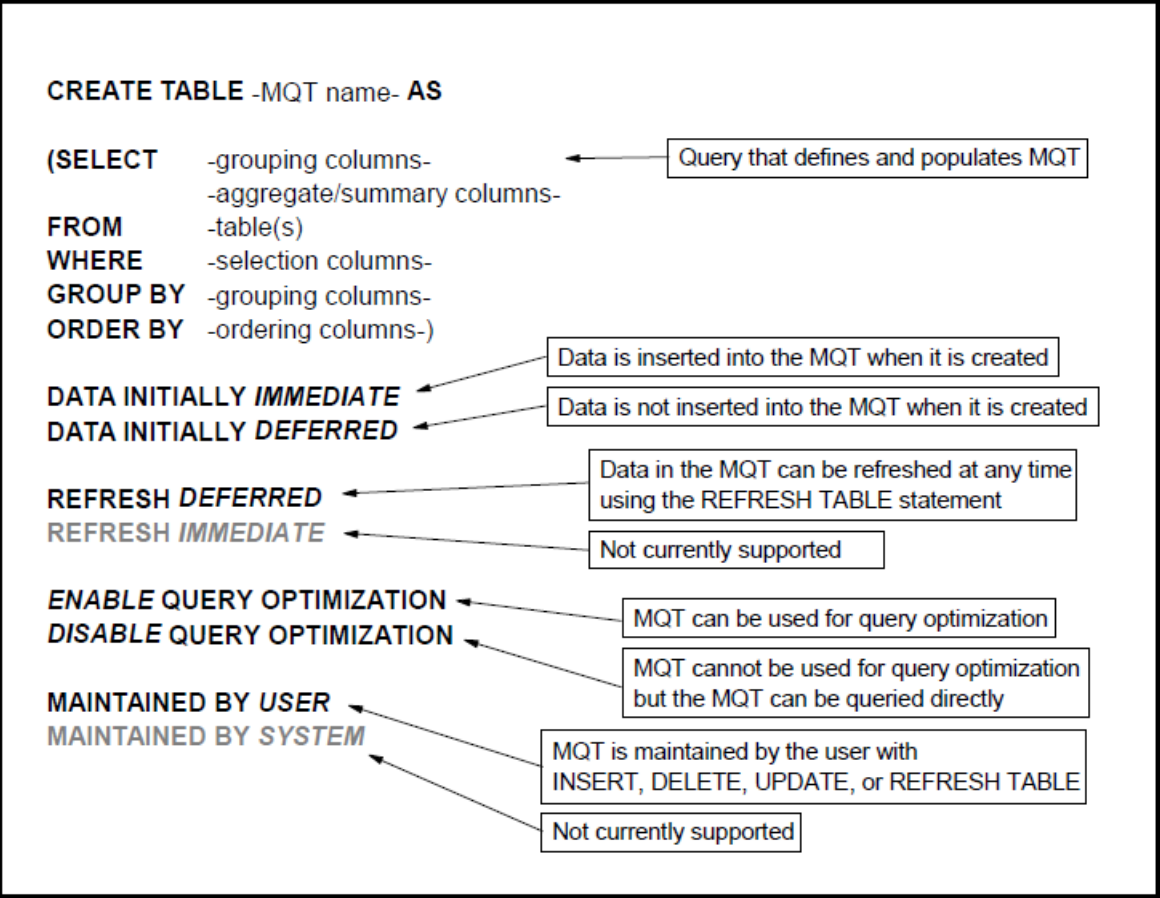 CREATE TABLE -MQT name- AS
(SELECT -grouping columns-
Query that defines and populates MQT
-aggregate/summary columns-
FROM -table(s)
WHERE -selection columns-
GROUP BY -grouping columns-
ORDER BY -ordering columns-)
Data is inserted into the MQT when it is created
DATA INITIALLY IMMEDIATE
Data is not inserted into the MQT when it is created
DATA INITIALLY DEFERRED
Data in the MQT can be refreshed at any time
using the REFRESH TABLE statement
REFRESH DEFERRED
REFRESH IMMEDIATE
Not currently supported
ENABLE QUERY OPTIMIZATION
MQT can be used for query optimization
DISABLE QUERY OPTIMIZATION
MQT cannot be used for query optimization
but the MQT can be queried directly
MAINTAINED BY USER
MAINTAINED BY SYSTEM
MQT is maintained by the user with
INSERT, DELETE, UPDATE, or REFRESH TABLE
Not currently supported